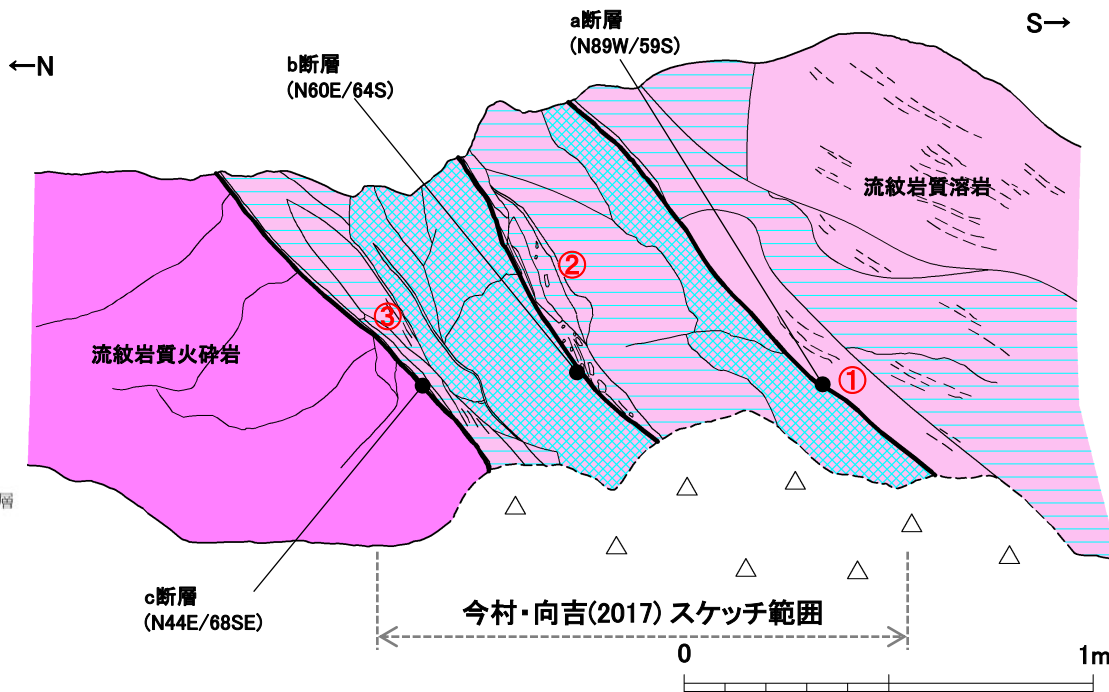 ←N
S→
a断層
(N89W/59S)
b断層
(N60E/64S)
流紋岩質溶岩
②
③
流紋岩質火砕岩
①
層
c断層
(N44E/68SE)
今村・向吉(2017) スケッチ範囲
0
1m